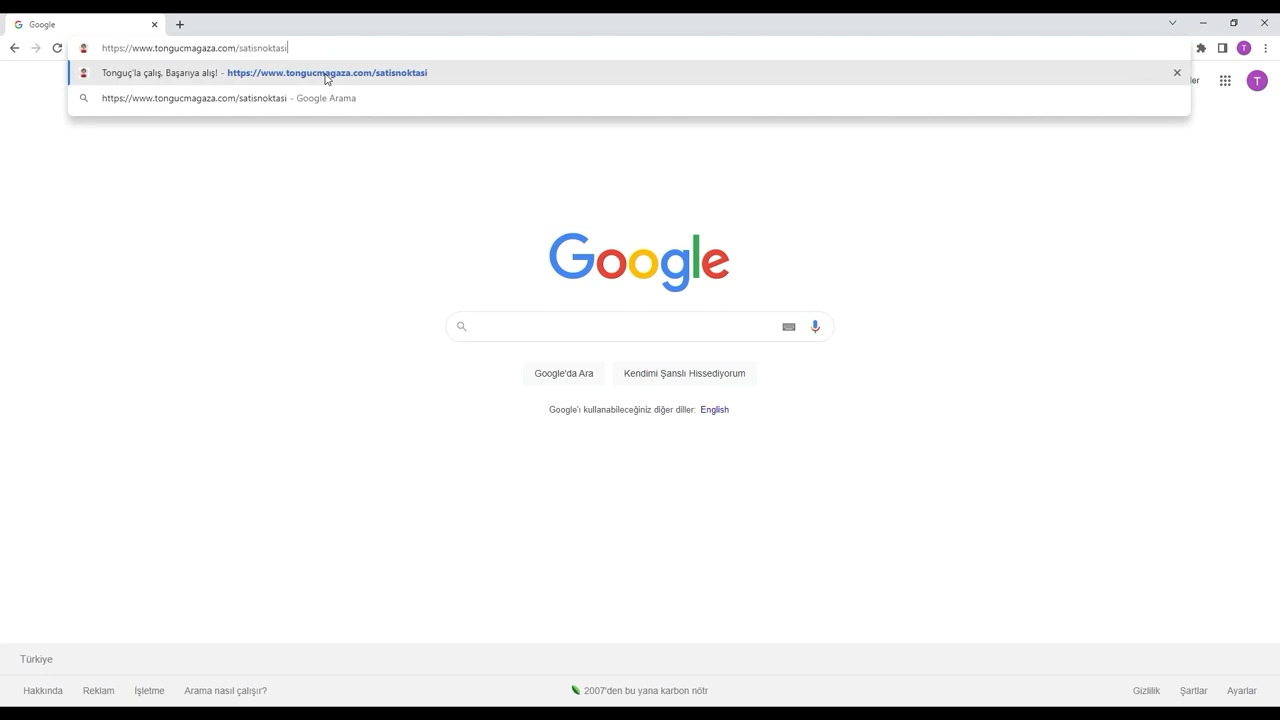 Google
https://www.tongucmagaza.com/satisnoktasi
T
Tonguç'la çalış, Başarıya alış! - https://www.tongucmagaza.com/satisnoktasi
https://www.tongucmagaza.com/satisnoktasi - Google Arama
T
Google
Google'da Ara
Kendimi Şanslı Hissediyorum
Google'ı kullanabileceğiniz diğer diller: English
Türkiye
Hakkında Reklam İşletme Arama nasıl çalışır?
2007'den bu yana karbon nötr
Gizlilik Şartlar Ayarlar